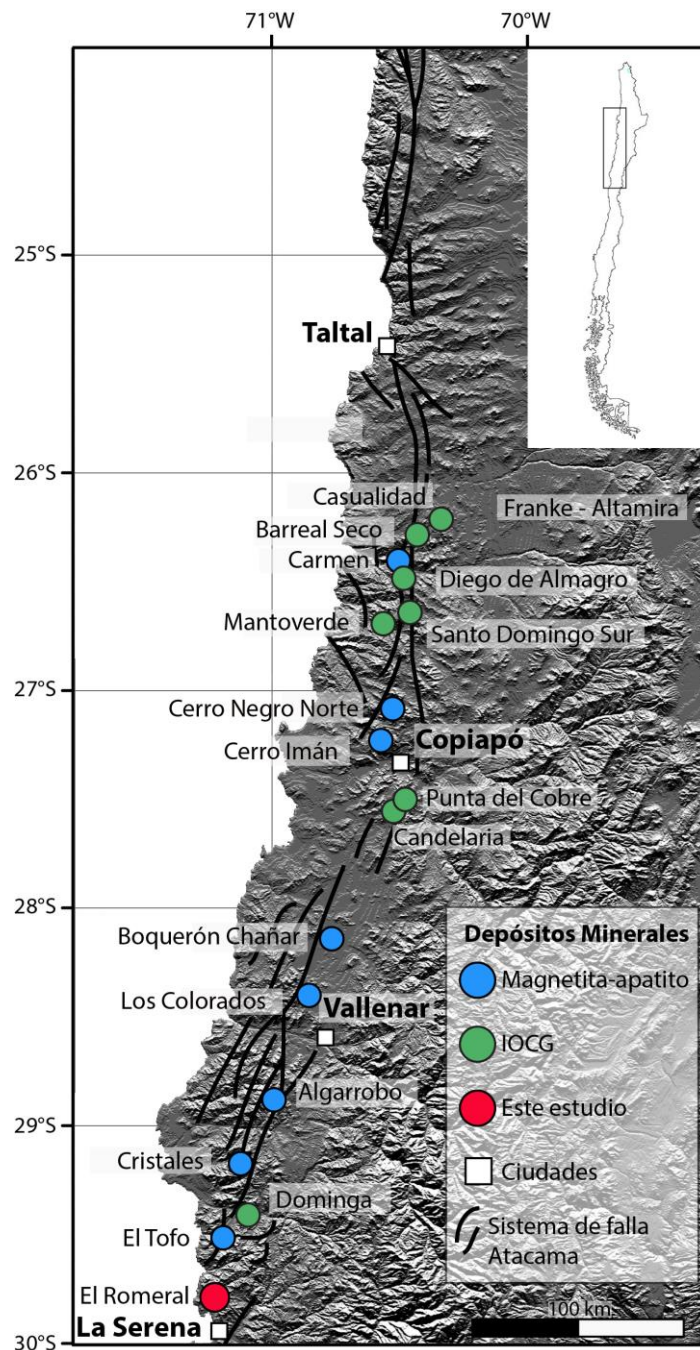 71°W
70°W
25°S
Taltal
26°S
Casualidad
Franke - Altamira
Barreal Seco
Carmen
Diego de Almagro
Mantoverde
Santo Domingo Sur
27°S
Cerro Negro Norte
Copiapó
Cerro Imán
Punta del Cobre
Candelaria
28°S
Boquerón Chañar
Los Colorados
Vallenar
Algarrobo
29°S
Cristales
Dominga
El Tofo
El Romeral
La Serena
30°S
Depósitos Minerales
Magnetita-apatito
IOCG
Este estudio
Ciudades
Sistema de falla
Atacama
100 km